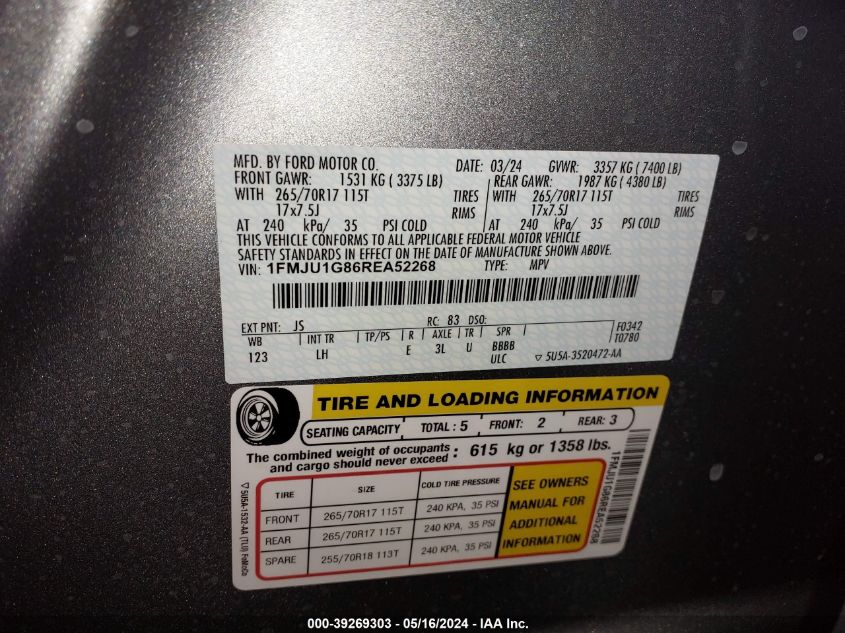 MFD. BY FORD MOTOR CO. DATE: 03/24 GVWR: 3357 KG ( 7400 LB)
FRONT GAWR: 1531 KG ( 3375 LB) REAR GAWR: 1987 KG ( 4380 LB)
WITH 265/70R17 115T TIRES WITH 265/70R17 115T TIRES
17x7.5J RIMS 17x7.5J RIMS
AT 240 kPa/ 35 PSI COLD AT 240 kPa/ 35 PSI COLD
THIS VEHICLE CONFORMS TO ALL APPLICABLE FEDERAL MOTOR VEHICLE
SAFETY STANDARDS IN EFFECT ON THE DATE OF MANUFACTURE SHOWN ABOVE.
VIN: 1FMJU1G86REA52268 TYPE: MPV
EXT PNT: JS RC: 83 DSO:
WB INT TR TP/PS R AXLE TR SPR F0342
123 LH E 3L U BBBB T0780
ULC ▽ 5U5A-3520472-AA
TIRE AND LOADING INFORMATION
SEATING CAPACITY TOTAL : 5 FRONT: 2 REAR: 3
The combined weight of occupants
and cargo should never exceed : 615 kg or 1358 lbs.
TIRE SIZE COLD TIRE PRESSURE
FRONT 265/70R17 115T 240 KPA, 35 PSI
REAR 265/70R17 115T 240 KPA, 35 PSI
SPARE 255/70R18 113T 240 KPA, 35 PSI
SEE OWNERS
MANUAL FOR
ADDITIONAL
INFORMATION
▽ 5U5A-1532-AA (TLU) FoMoCo
1FMJU1G86REA52268
000-39269303 - 05/16/2024 - IAA Inc.